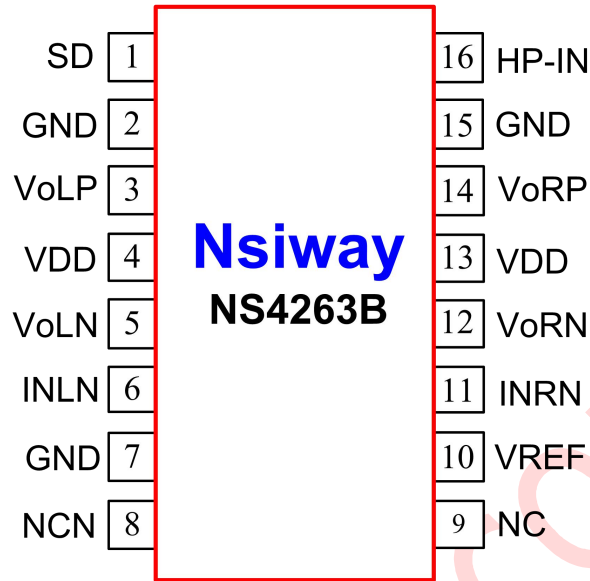 SD 1 16 HP-IN
GND 2 15 GND
VoLP 3 14 VoRP
Nsiway
VDD 4 13 VDD
NS4263B
VoLN 5 12 VoRN
INLN 6 11 INRN
GND 7 10 VREF
NCN 8 9 NC